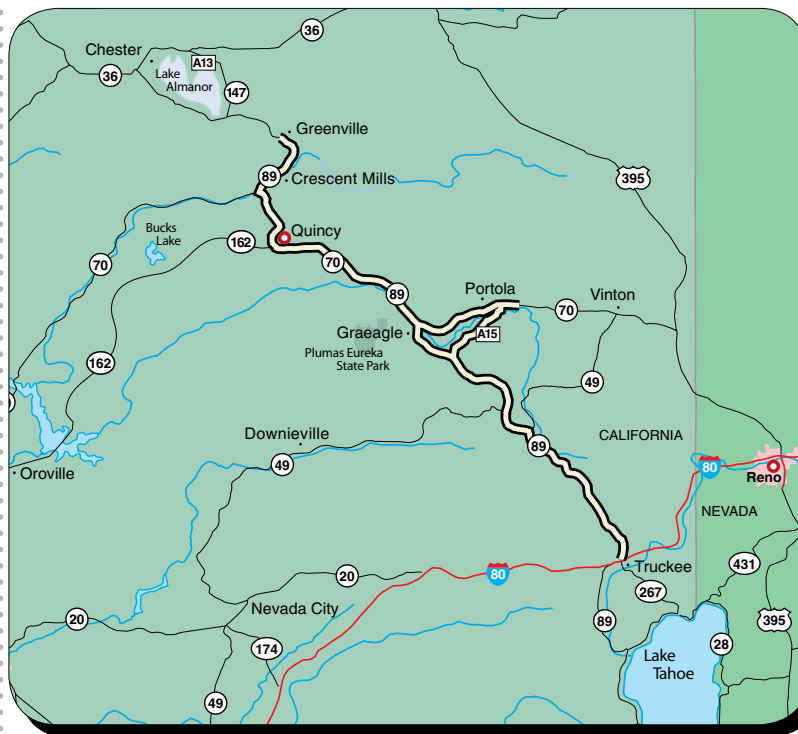 36
Chester
A13
Lake
Almanor
36
147
Greenville
89
Crescent Mills
395
Bucks
Lake
162
Quincy
70
70
89
Portola
70
Vinton
Graeagle
A15
Plumas Eureka
State Park
162
49
Downieville
89
CALIFORNIA
49
80
Oroville
Reno
NEVADA
80
20
Truckee
431
267
Nevada City
20
89
395
174
28
Lake
Tahoe
49